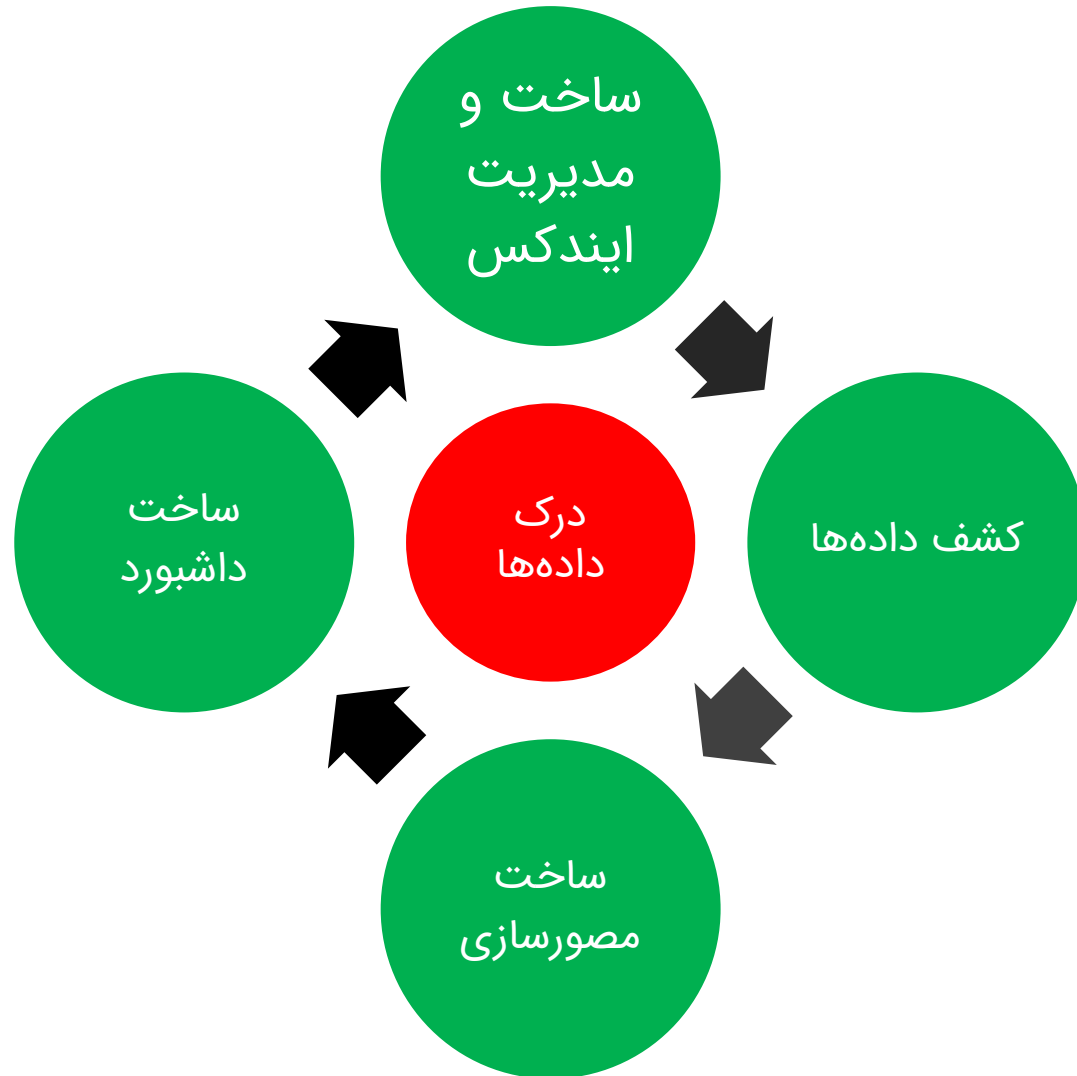 ساخت و
مدیریت
ایندکس
کشف داده‌ها
درک
داده‌ها
ساخت
داشبورد
ساخت
مصورسازی